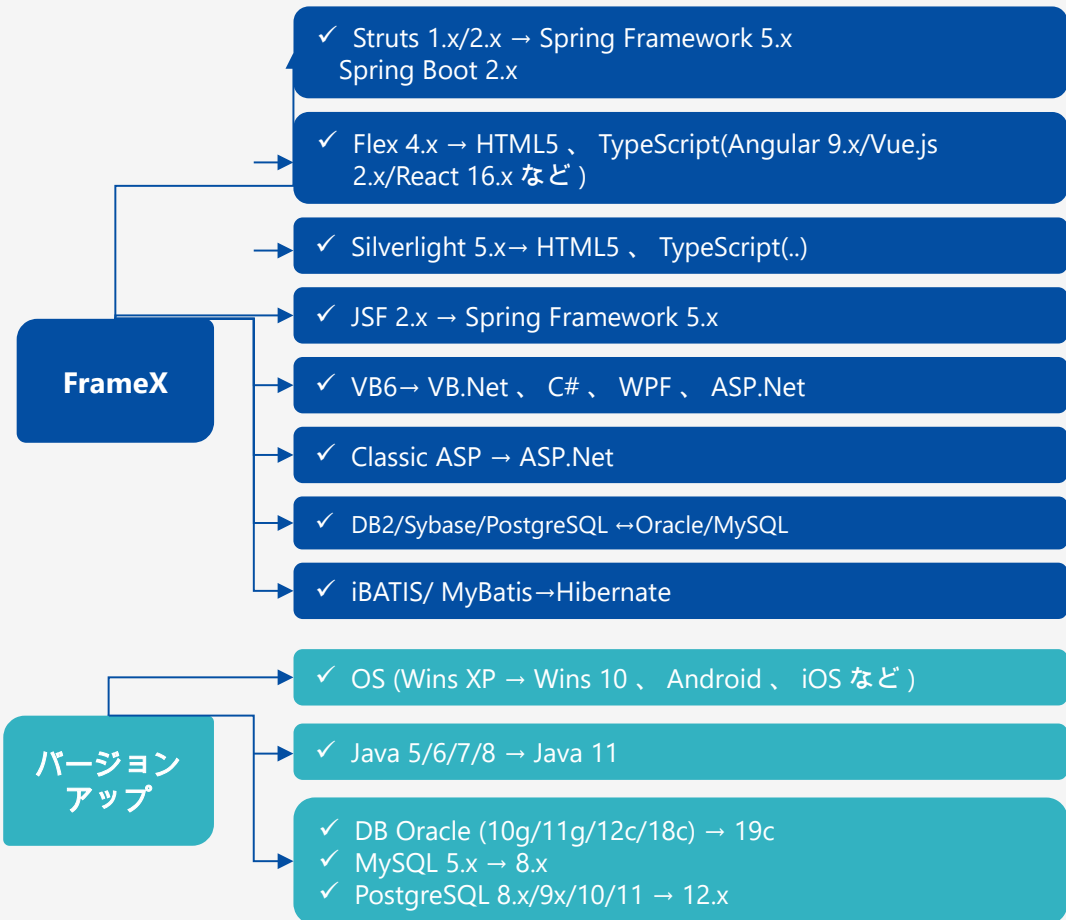 ✓ Struts 1.x/2.x → Spring Framework 5.x
Spring Boot 2.x
✓ Flex 4.x → HTML5 、 TypeScript(Angular 9.x/Vue.js
2.x/React 16.x など )
✓ Silverlight 5.x→ HTML5 、 TypeScript(..)
✓ JSF 2.x → Spring Framework 5.x
FrameX
✓ VB6→ VB.Net 、 C# 、 WPF 、 ASP.Net
✓ Classic ASP → ASP.Net
✓ DB2/Sybase/PostgreSQL ↔Oracle/MySQL
✓ iBATIS/ MyBatis→Hibernate
✓ OS (Wins XP → Wins 10 、 Android 、 iOS など )
バージョン
アップ
✓ Java 5/6/7/8 → Java 11
✓ DB Oracle (10g/11g/12c/18c) → 19c
✓ MySQL 5.x → 8.x
✓ PostgreSQL 8.x/9x/10/11 → 12.x